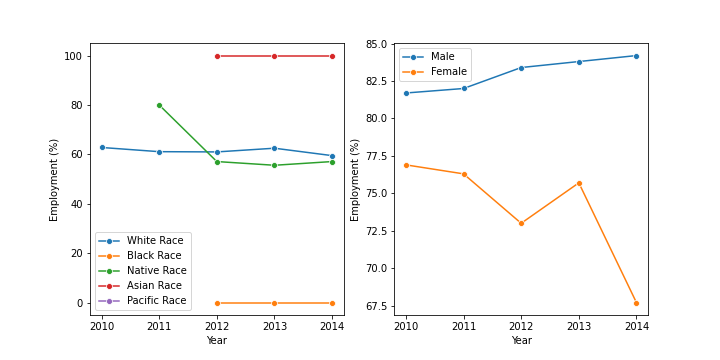 100
80
60
40
20
0
Employment (%)
White Race
Black Race
Native Race
Asian Race
Pacific Race
2010 2011 2012 2013 2014
Year
85.0
82.5
80.0
77.5
75.0
72.5
70.0
67.5
Employment (%)
Male
Female
2010 2011 2012 2013 2014
Year